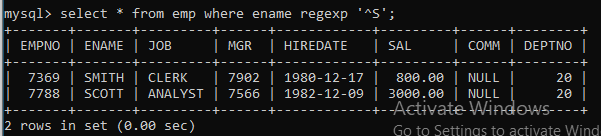 mysql> select * from emp where ename regexp '^S';
+-------+-------+---------+------+------------+---------+------+--------+
| EMPNO | ENAME | JOB     | MGR  | HIREDATE   | SAL     | COMM | DEPTNO |
+-------+-------+---------+------+------------+---------+------+--------+
|  7369 | SMITH | CLERK   | 7902 | 1980-12-17 |  800.00 | NULL |     20 |
|  7788 | SCOTT | ANALYST | 7566 | 1982-12-09 | 3000.00 | NULL |     20 |
+-------+-------+---------+------+------------+---------+------+--------+
Activate Windows
2 rows in set (0.00 sec)
Go to Settings to activate Wind